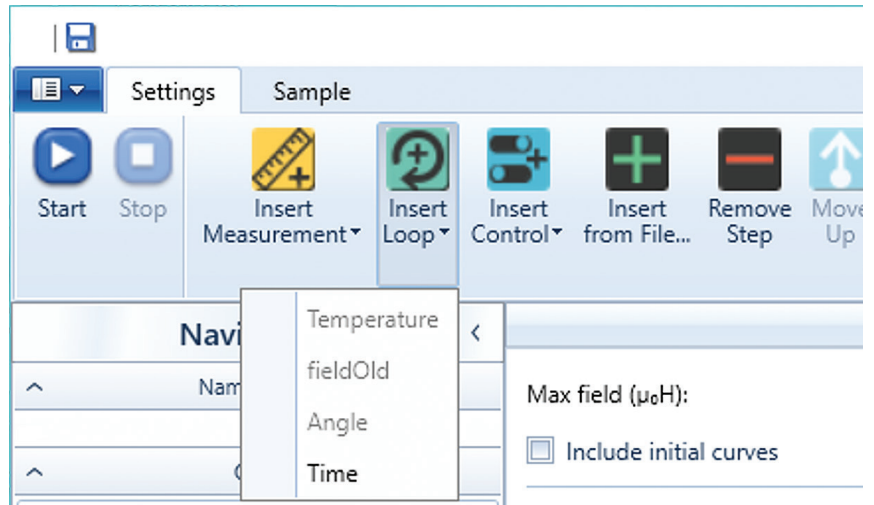 Settings Sample
Start Stop Insert Measurement Insert Loop Insert Control Insert from File... Remove Step Move Up
Temperature
fieldOld
Angle
Time
Max field (μ₀H):
Include initial curves